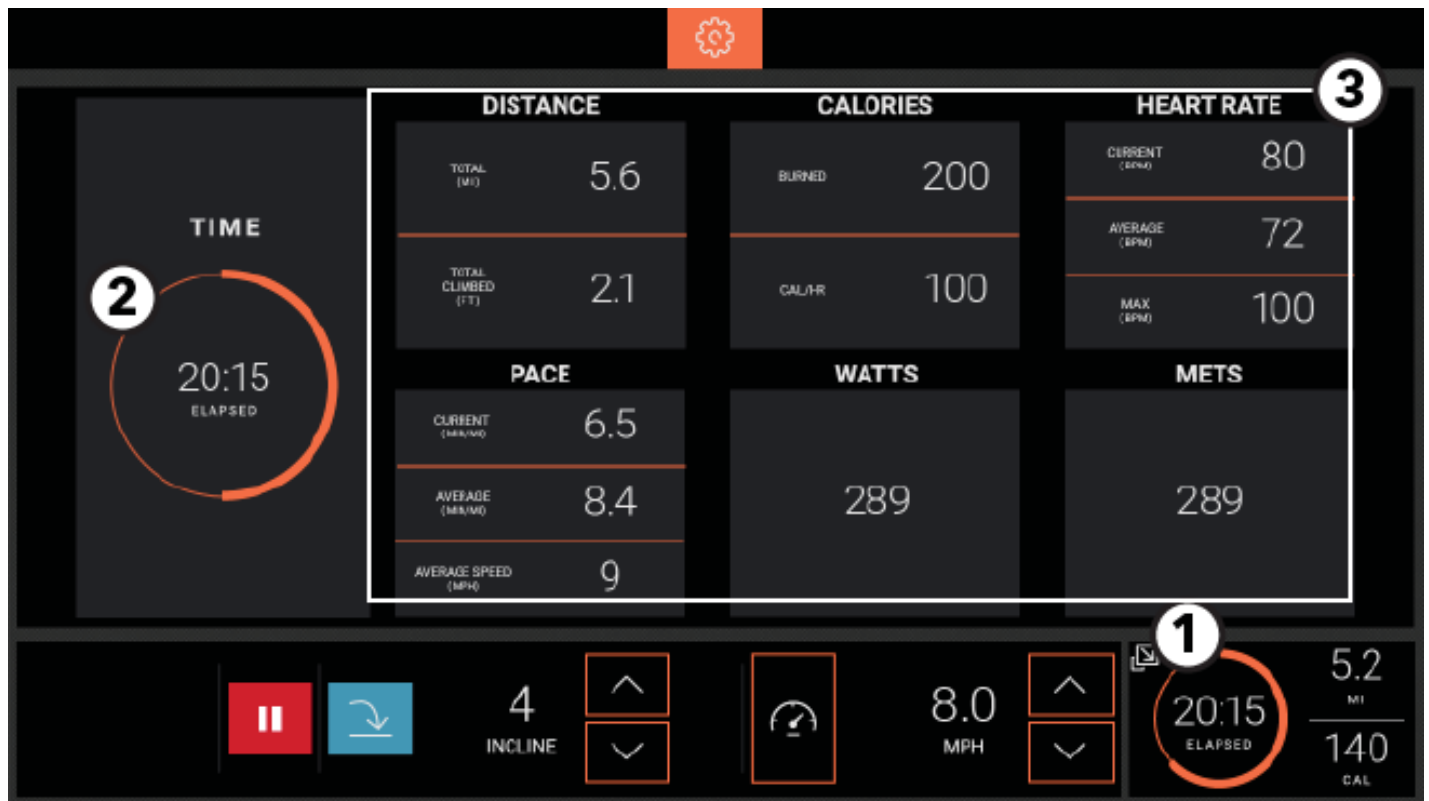 3
DISTANCE
CALORIES
HEART RATE
TOTAL
(MI)
5.6
TOTAL
CLIMBED
(FT)
2.1
BURNED
200
CAL/HR
100
CURRENT
(BPM)
80
AVERAGE
(BPM)
72
MAX
(BPM)
100
TIME
2
20:15
ELAPSED
PACE
WATTS
METS
CURRENT
(MIN/MI)
6.5
AVERAGE
(MIN/MI)
8.4
AVERAGE SPEED
(MPH)
9
289
289
4
INCLINE
8.0
MPH
1
20:15
ELAPSED
5.2
MI
140
CAL